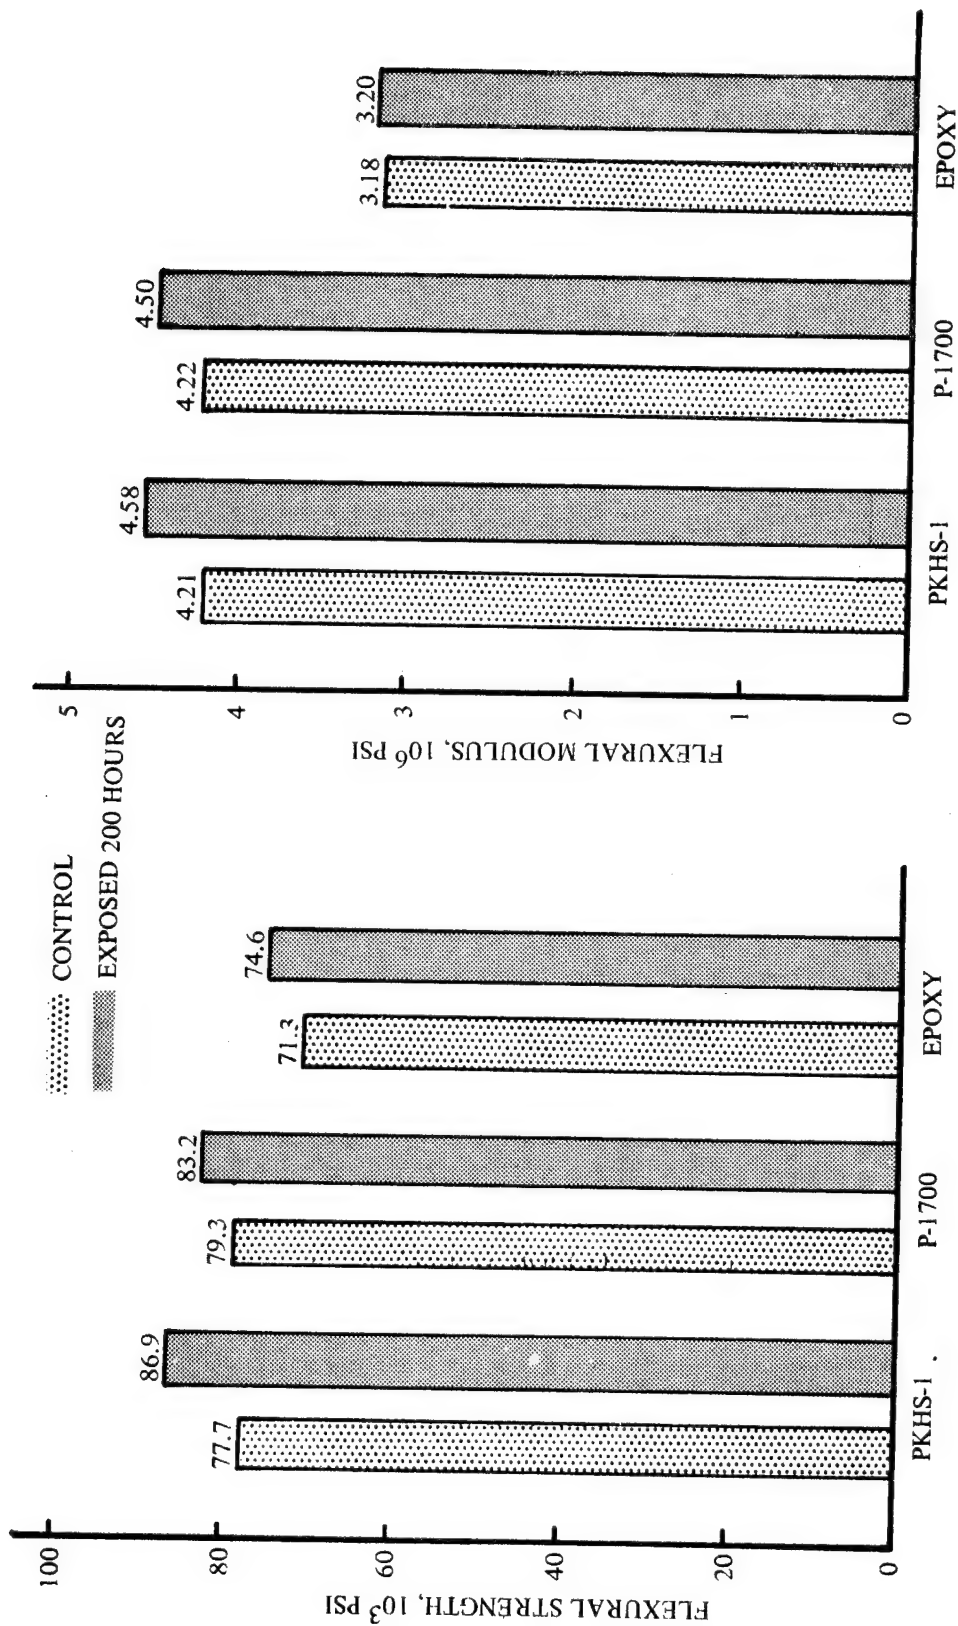 CONTROL
EXPOSED 200 HOURS
FLEXURAL STRENGTH, 10³ PSI
100
80
60
40
20
0
77.7
86.9
79.3
83.2
71.3
74.6
PKHS-1
P-1700
EPOXY
FLEXURAL MODULUS, 10⁶ PSI
5
4
3
2
1
0
4.21
4.58
4.22
4.50
3.18
3.20
PKHS-1
P-1700
EPOXY